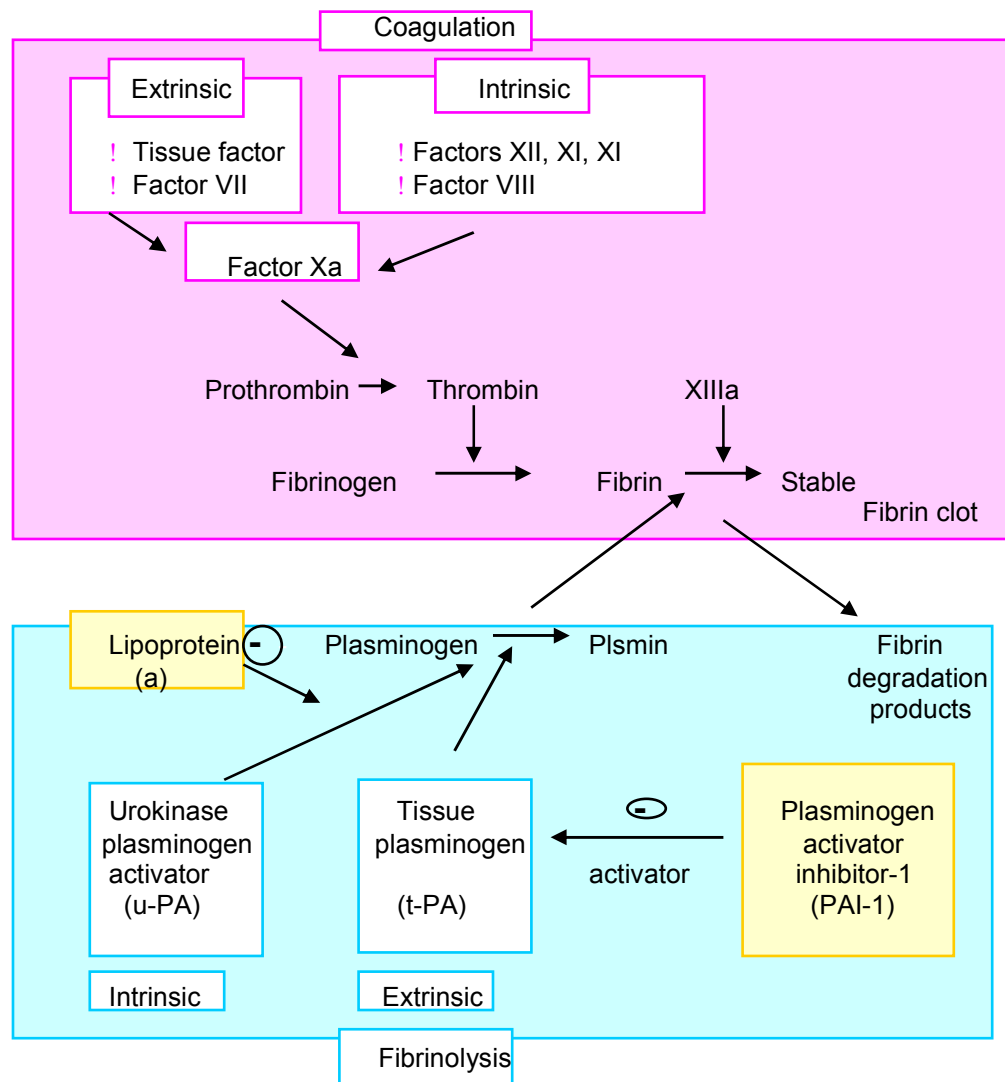 Coagulation
Extrinsic
! Tissue factor
! Factor VII
Intrinsic
! Factors XII, XI, XI
! Factor VIII
Factor Xa
Prothrombin
Thrombin
XIIIa
Fibrinogen
Fibrin
Stable
Fibrin clot
Lipoprotein
(a)
-
Plasminogen
Plsmin
Fibrin
degradation
products
Urokinase
plasminogen
activator
(u-PA)
Tissue
plasminogen
(t-PA)
-
activator
Plasminogen
activator
inhibitor-1
(PAI-1)
Intrinsic
Extrinsic
Fibrinolysis